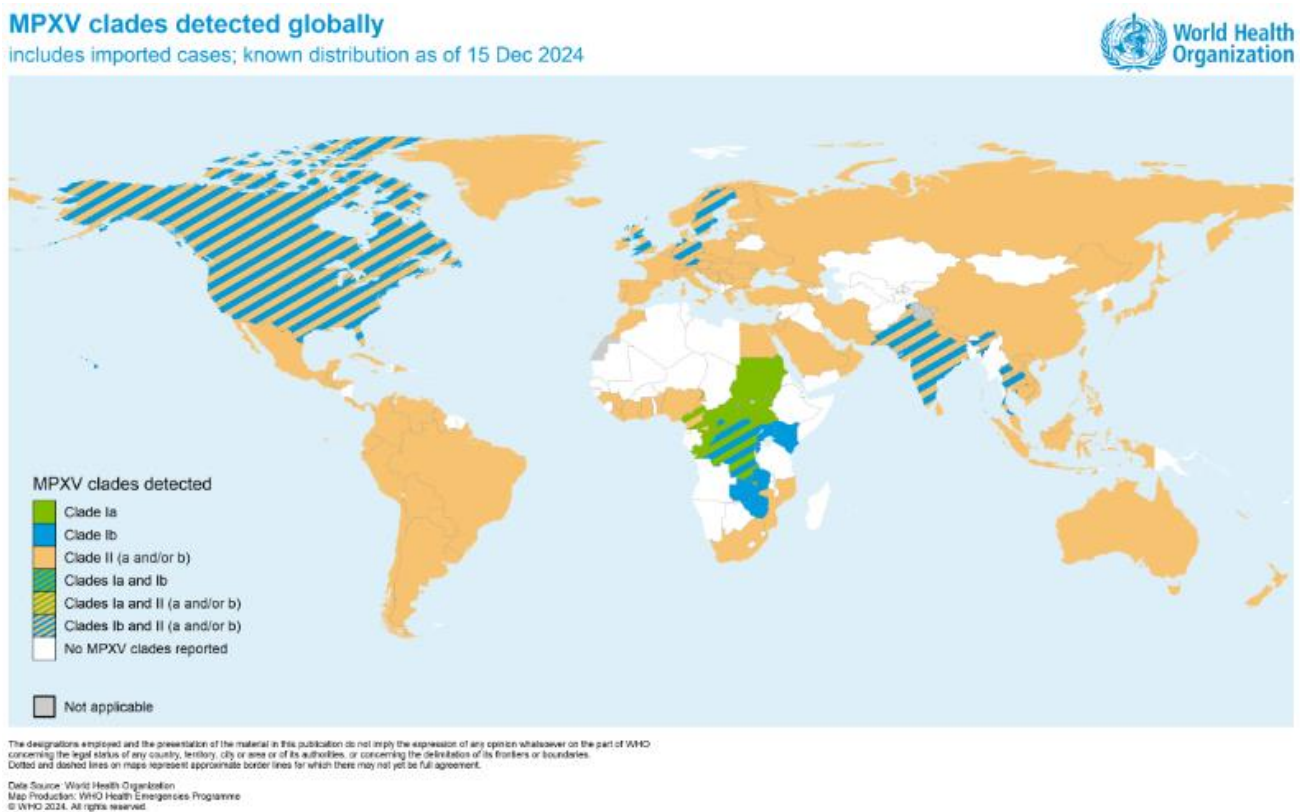 MPXV clades detected globally
includes imported cases; known distribution as of 15 Dec 2024
World Health
Organization
MPXV clades detected
Clade Ia
Clade Ib
Clade II (a and/or b)
Clades Ia and Ib
Clades Ia and II (a and/or b)
Clades Ib and II (a and/or b)
No MPXV clades reported
Not applicable
The designations employed and the presentation of the material in this publication do not imply the expression of any opinion whatsoever on the part of WHO
concerning the legal status of any country, territory, city or area or of its authorities, or concerning the delimitation of its frontiers or boundaries.
Dotted and dashed lines on maps represent approximate border lines for which there may not yet be full agreement.
Data Source: World Health Organization
Map Production: WHO Health Emergencies Programme
© WHO 2024. All rights reserved.